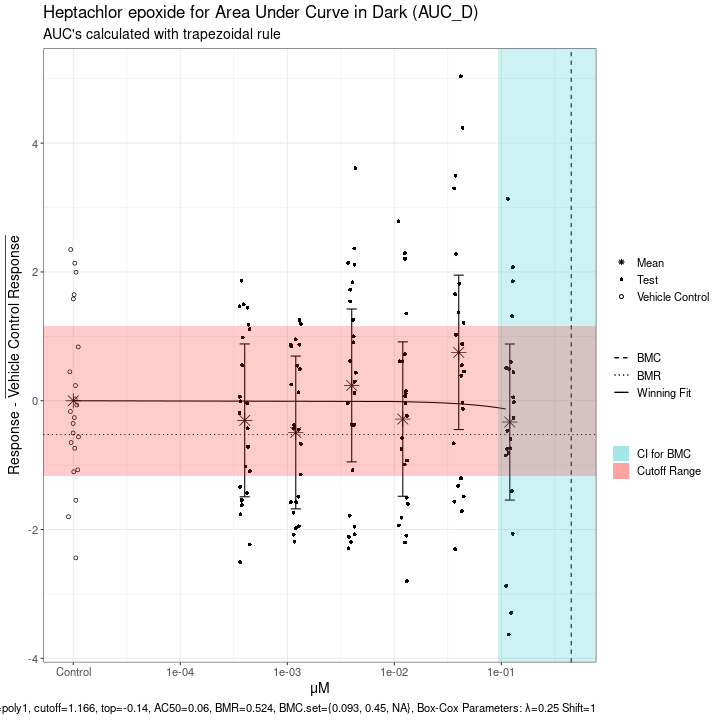 Heptachlor epoxide for Area Under Curve in Dark (AUC_D)
AUC's calculated with trapezoidal rule
Response - Vehicle Control Response
4
2
0
-2
-4
Control
1e-04
1e-03
1e-02
1e-01
μM
Mean
Test
Vehicle Control
BMC
BMR
Winning Fit
CI for BMC
Cutoff Range
=poly1, cutoff=1.166, top=-0.14, AC50=0.06, BMR=0.524, BMC.set={0.093, 0.45, NA}, Box-Cox Parameters: λ=0.25 Shift=1